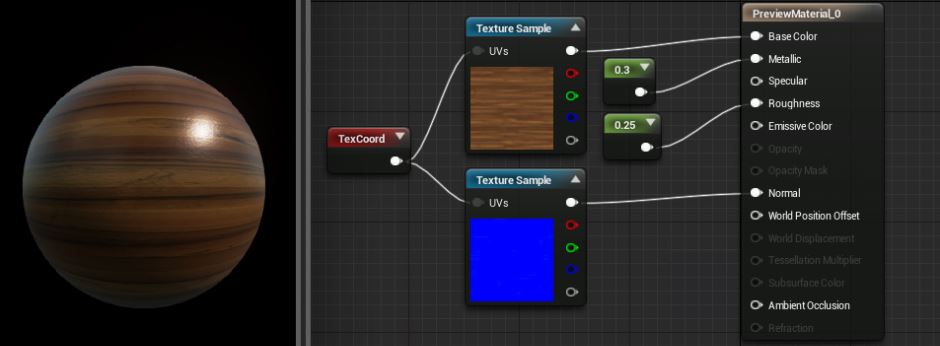 PreviewMaterial_0
Texture Sample
UVs
Base Color
Metallic
0.3
Specular
Roughness
0.25
Emissive Color
TexCoord
Opacity
Opacity Mask
Texture Sample
UVs
Normal
World Position Offset
World Displacement
Tessellation Multiplier
Subsurface Color
Ambient Occlusion
Refraction